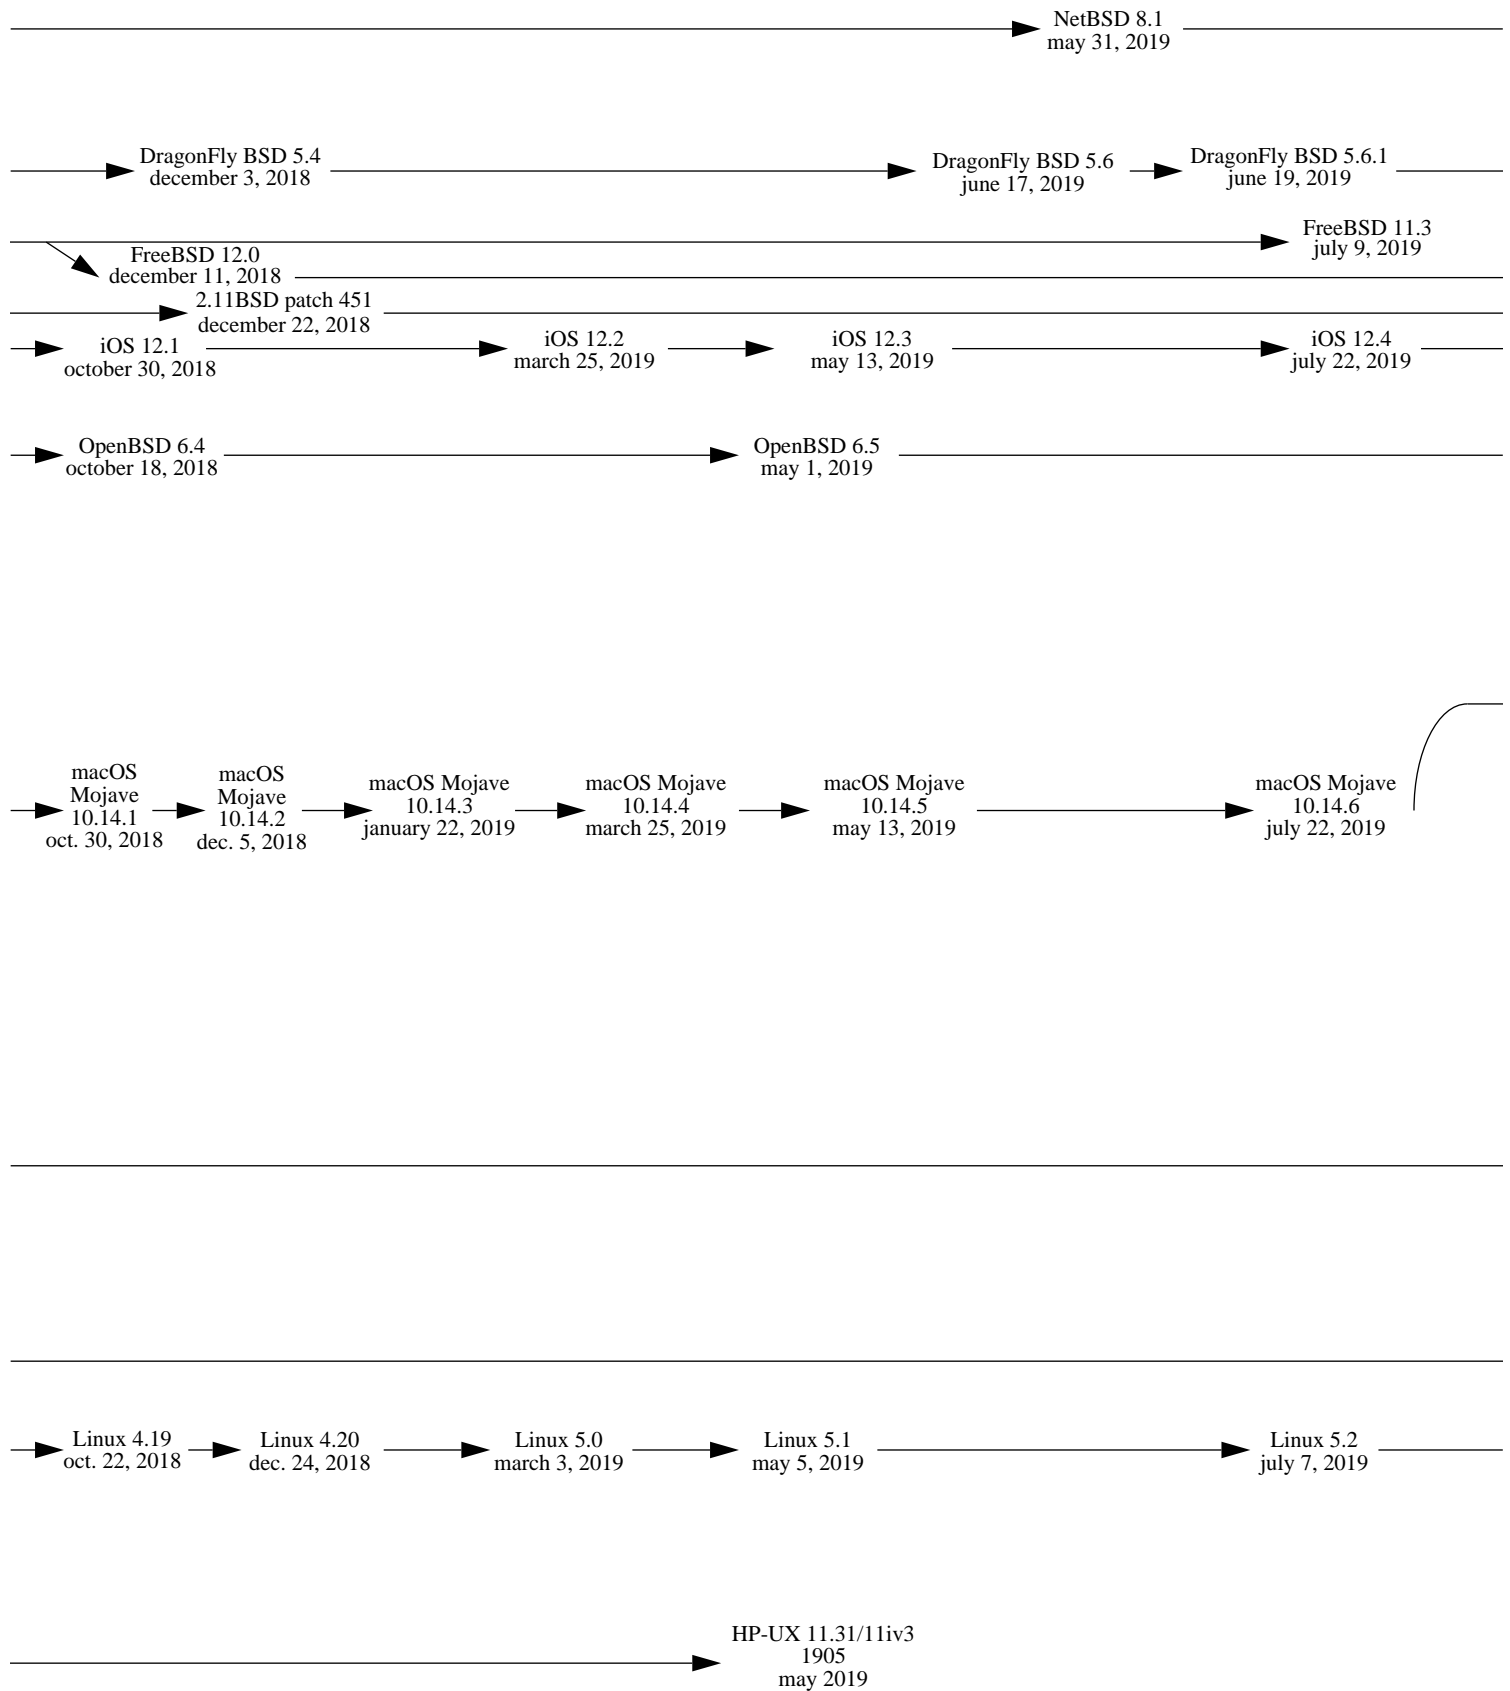 NetBSD 8.1
may 31, 2019
DragonFly BSD 5.4
december 3, 2018
DragonFly BSD 5.6
june 17, 2019
DragonFly BSD 5.6.1
june 19, 2019
FreeBSD 11.3
july 9, 2019
FreeBSD 12.0
december 11, 2018
2.11BSD patch 451
december 22, 2018
iOS 12.1
october 30, 2018
iOS 12.2
march 25, 2019
iOS 12.3
may 13, 2019
iOS 12.4
july 22, 2019
OpenBSD 6.4
october 18, 2018
OpenBSD 6.5
may 1, 2019
macOS
Mojave
10.14.1
oct. 30, 2018
macOS
Mojave
10.14.2
dec. 5, 2018
macOS Mojave
10.14.3
january 22, 2019
macOS Mojave
10.14.4
march 25, 2019
macOS Mojave
10.14.5
may 13, 2019
macOS Mojave
10.14.6
july 22, 2019
Linux 4.19
oct. 22, 2018
Linux 4.20
dec. 24, 2018
Linux 5.0
march 3, 2019
Linux 5.1
may 5, 2019
Linux 5.2
july 7, 2019
HP-UX 11.31/11iv3
1905
may 2019